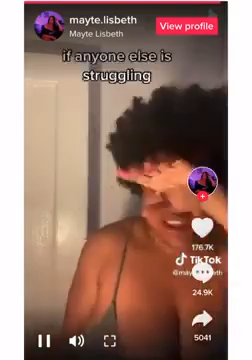 mayte.lisbeth
Mayte Lisbeth
View profile
if anyone else is
struggling
176.7K
TikTok
24.9K
5041